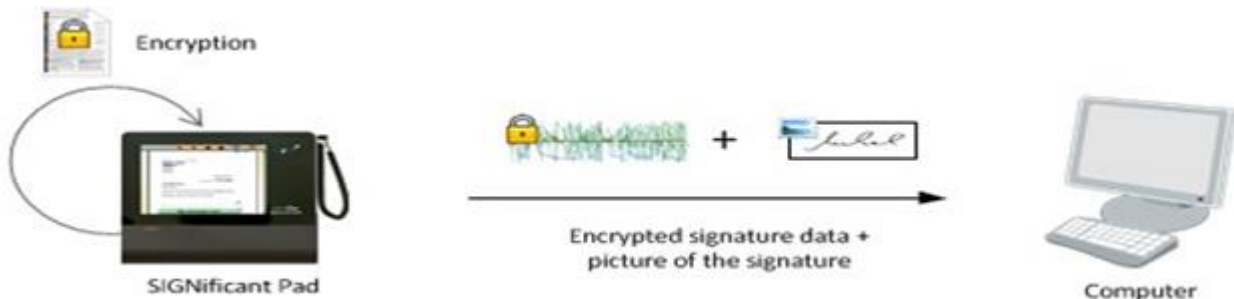 Encryption
+
Encrypted signature data +
picture of the signature
SIGNificant Pad
Computer